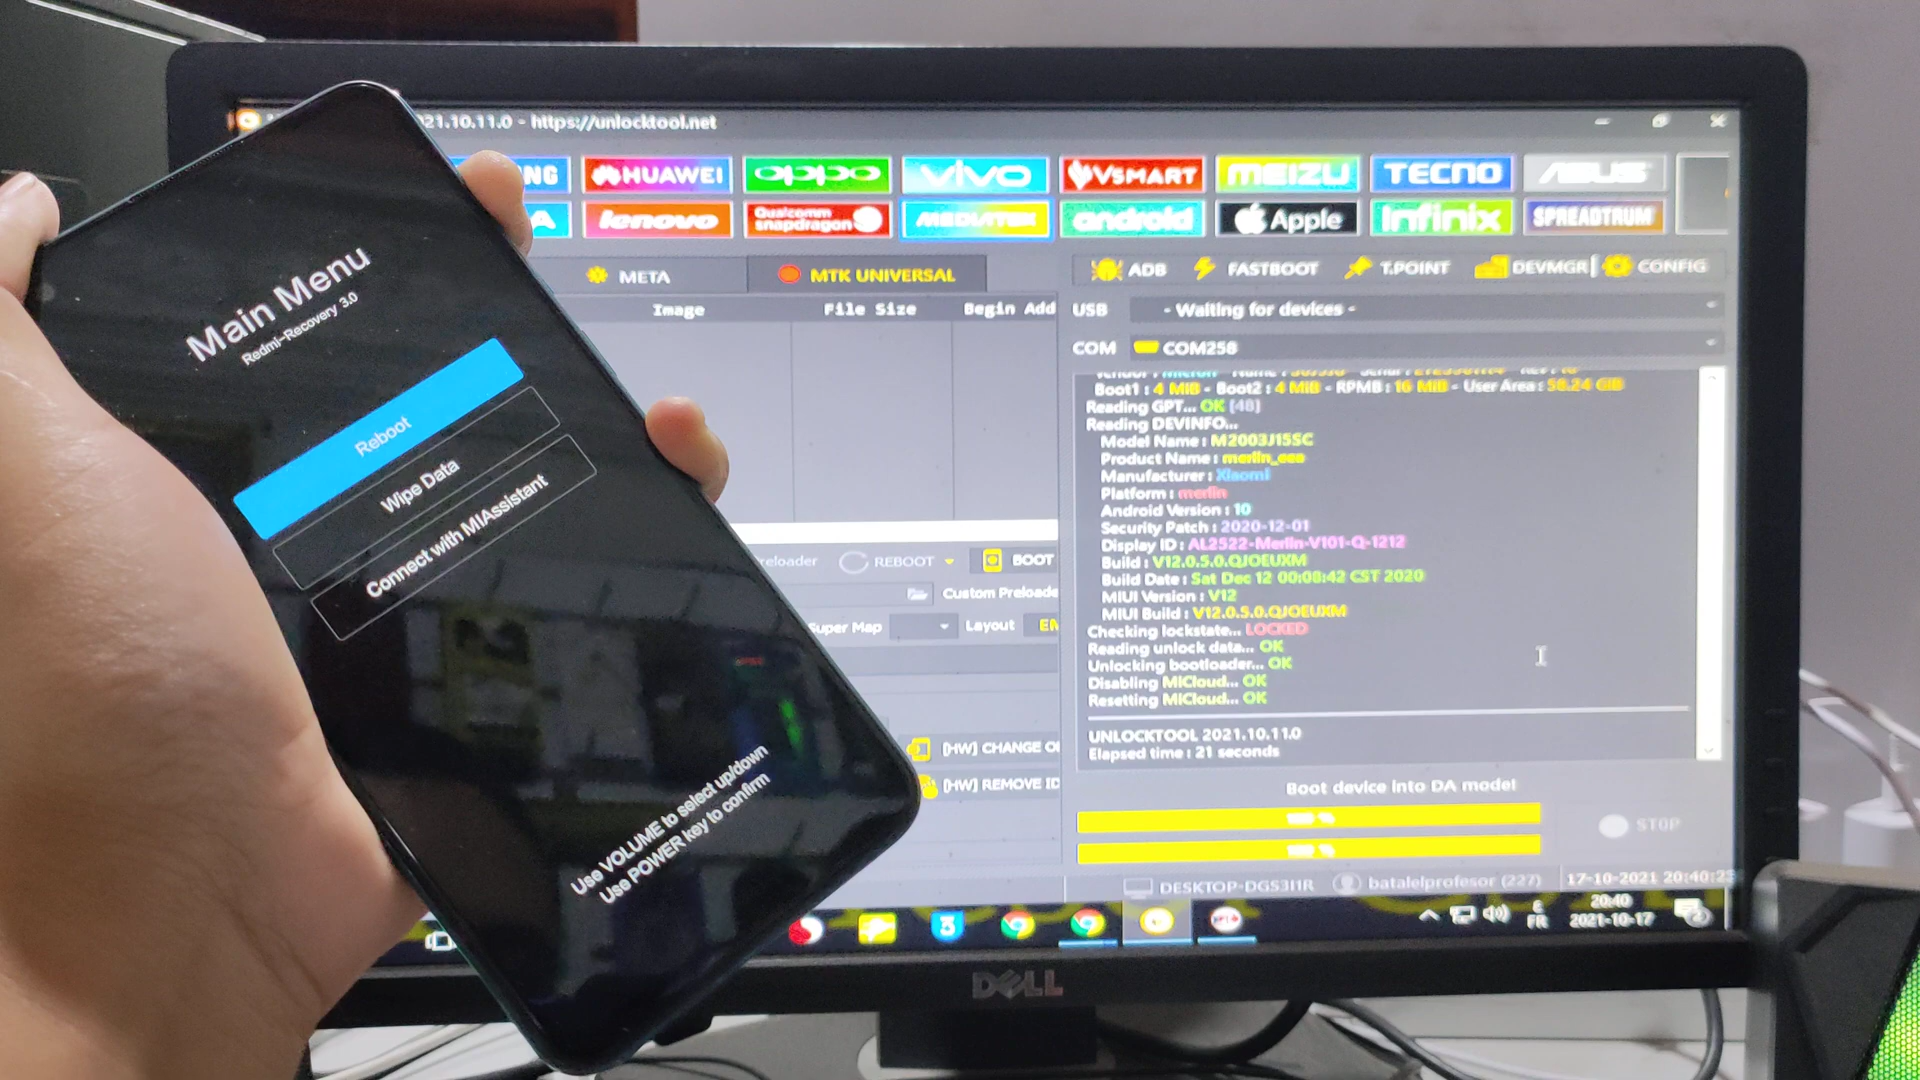 Main Menu
Redmi-Recovery 3.0
Reboot
Wipe Data
Connect with MIAssistant
Use VOLUME to select up/down
Use POWER key to confirm
21.10.11.0 - https://unlocktool.net
NG
HUAWEI
oppo
vivo
VSMART
MEIZU
TECNO
ASUS
A
lenovo
Qualcomm
snapdragon
MEDIATEK
android
Apple
Infinix
SPREADTRUM
META
MTK UNIVERSAL
ADB
FASTBOOT
T.POINT
DEVMGR
CONFIG
Image
File Size
Begin Add
USB
- Waiting for devices -
COM
COM258
Boot1 : 4 MiB - Boot2 : 4 MiB - RPMB : 16 MiB - User Area : 58.24 GiB
Reading GPT... OK [48]
Reading DEVINFO...
Model Name : M2003J15SC
Product Name : merlin_eea
Manufacturer : Xiaomi
Platform : merlin
Android Version : 10
Security Patch : 2020-12-01
Display ID : AL2522-Merlin-V101-Q-1212
Build : V12.0.5.0.QJOEUXM
Build Date : Sat Dec 12 00:08:42 CST 2020
MIUI Version : V12
MIUI Build : V12.0.5.0.QJOEUXM
Checking lockstate... LOCKED
Reading unlock data... OK
Unlocking bootloader... OK
Disabling MiCloud... OK
Resetting MiCloud... OK
UNLOCKTOOL 2021.10.11.0
Elapsed time : 21 seconds
reloader
REBOOT
BOOT
Custom Preloade
Super Map
Layout
EM
[HW] CHANGE O
[HW] REMOVE ID
Boot device into DA model
100 %
100 %
STOP
DESKTOP-DGS3I1R
batalelprofesor (227)
17-10-2021 20:40:23
FR
20:40
2021-10-17
DELL